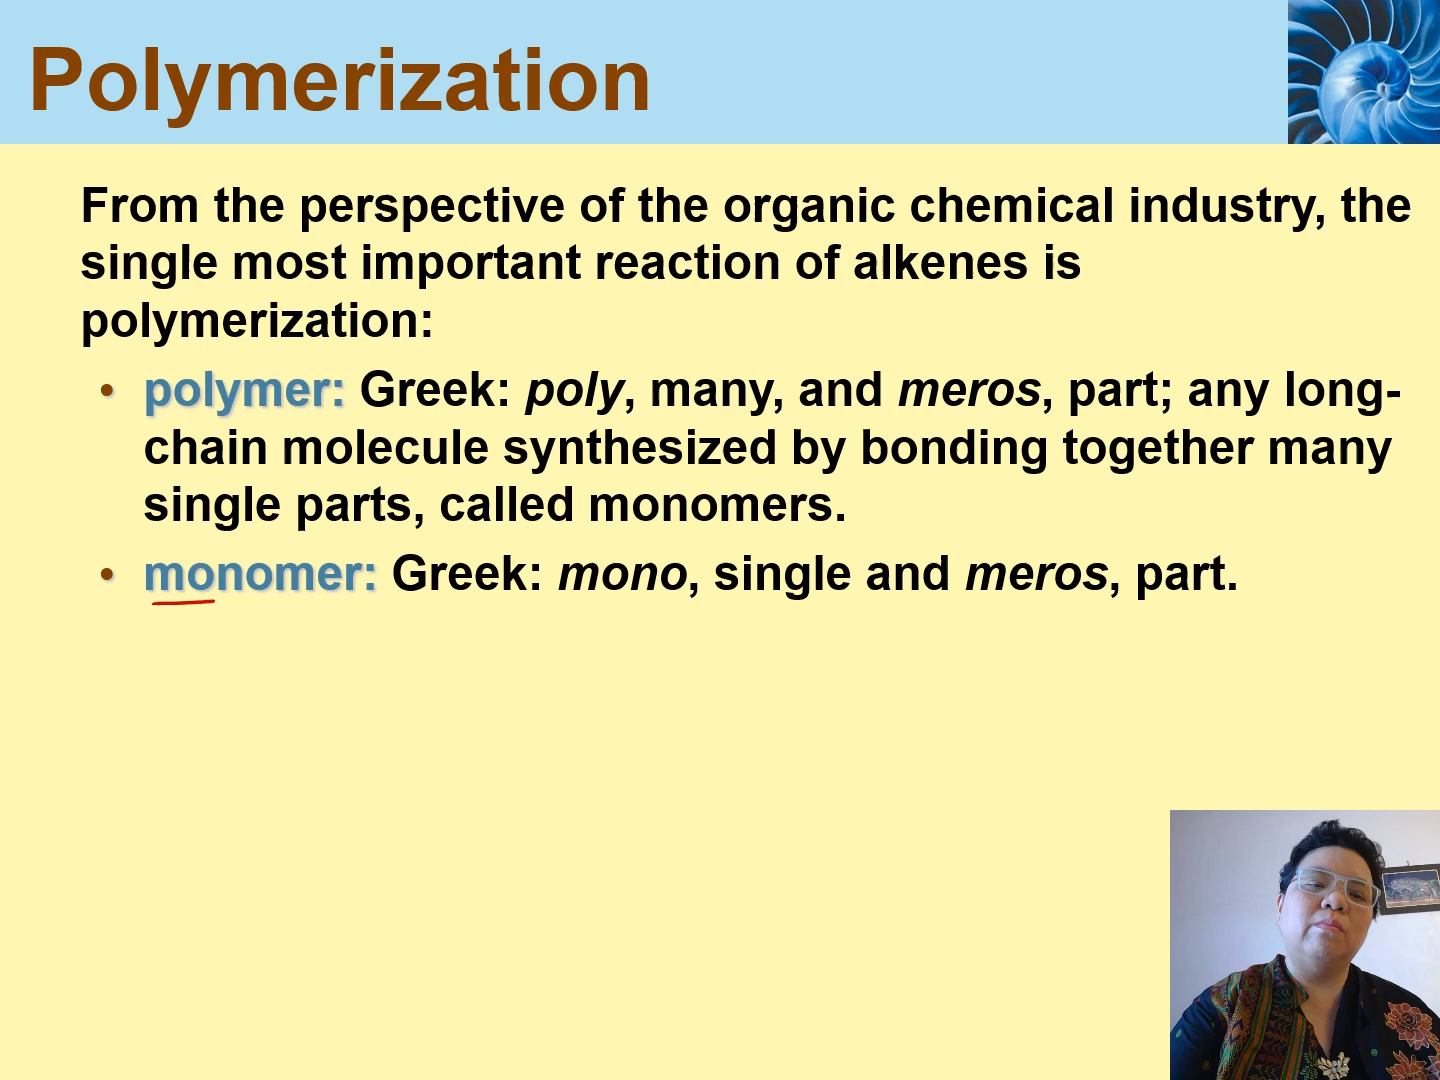 Polymerization
From the perspective of the organic chemical industry, the
single most important reaction of alkenes is
polymerization:
• polymer: Greek: poly, many, and meros, part; any long-
chain molecule synthesized by bonding together many
single parts, called monomers.
• monomer: Greek: mono, single and meros, part.